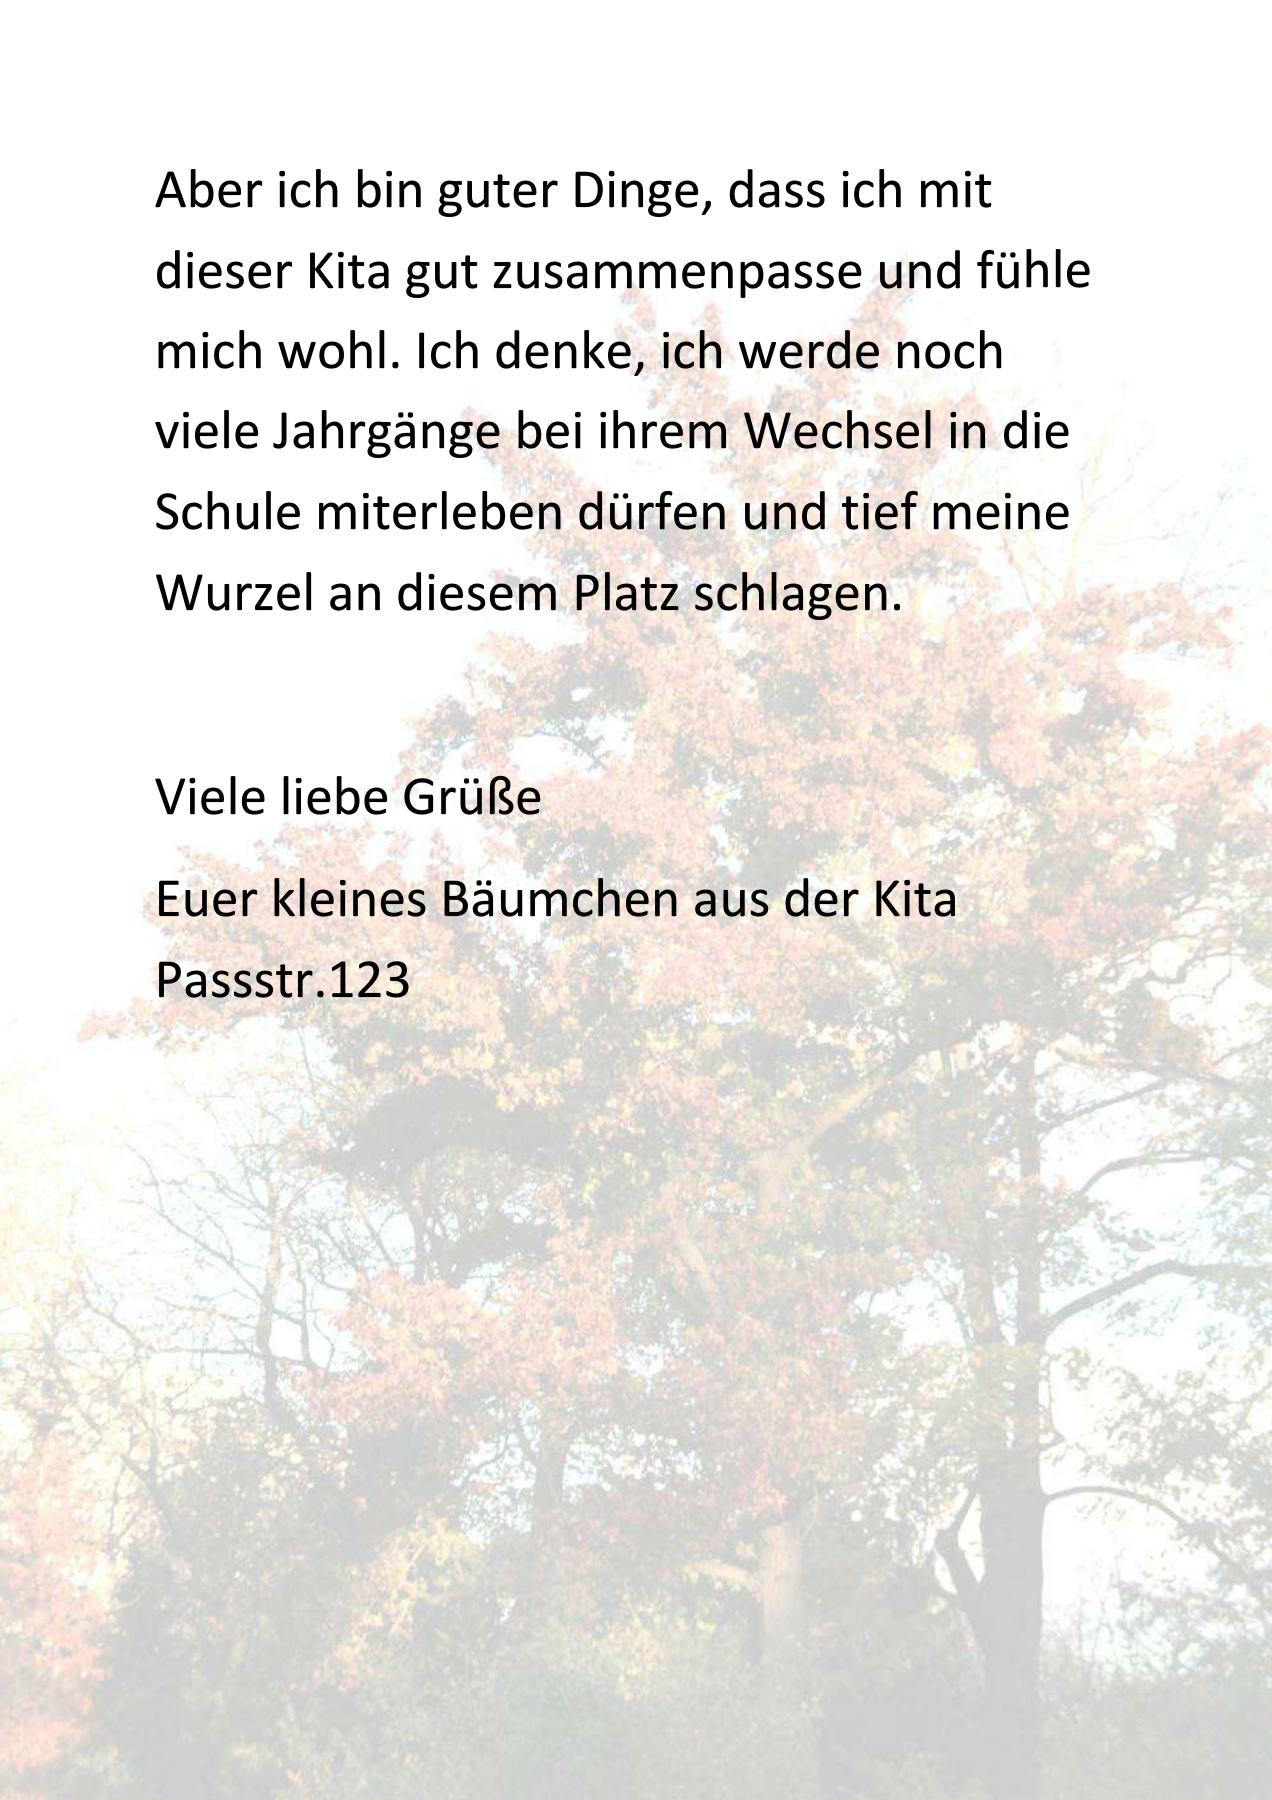 Aber ich bin guter Dinge, dass ich mit
dieser Kita gut zusammenpasse und fühle
mich wohl. Ich denke, ich werde noch
viele Jahrgänge bei ihrem Wechsel in die
Schule miterleben dürfen und tief meine
Wurzel an diesem Platz schlagen.
Viele liebe Grüße
Euer kleines Bäumchen aus der Kita
Passstr.123